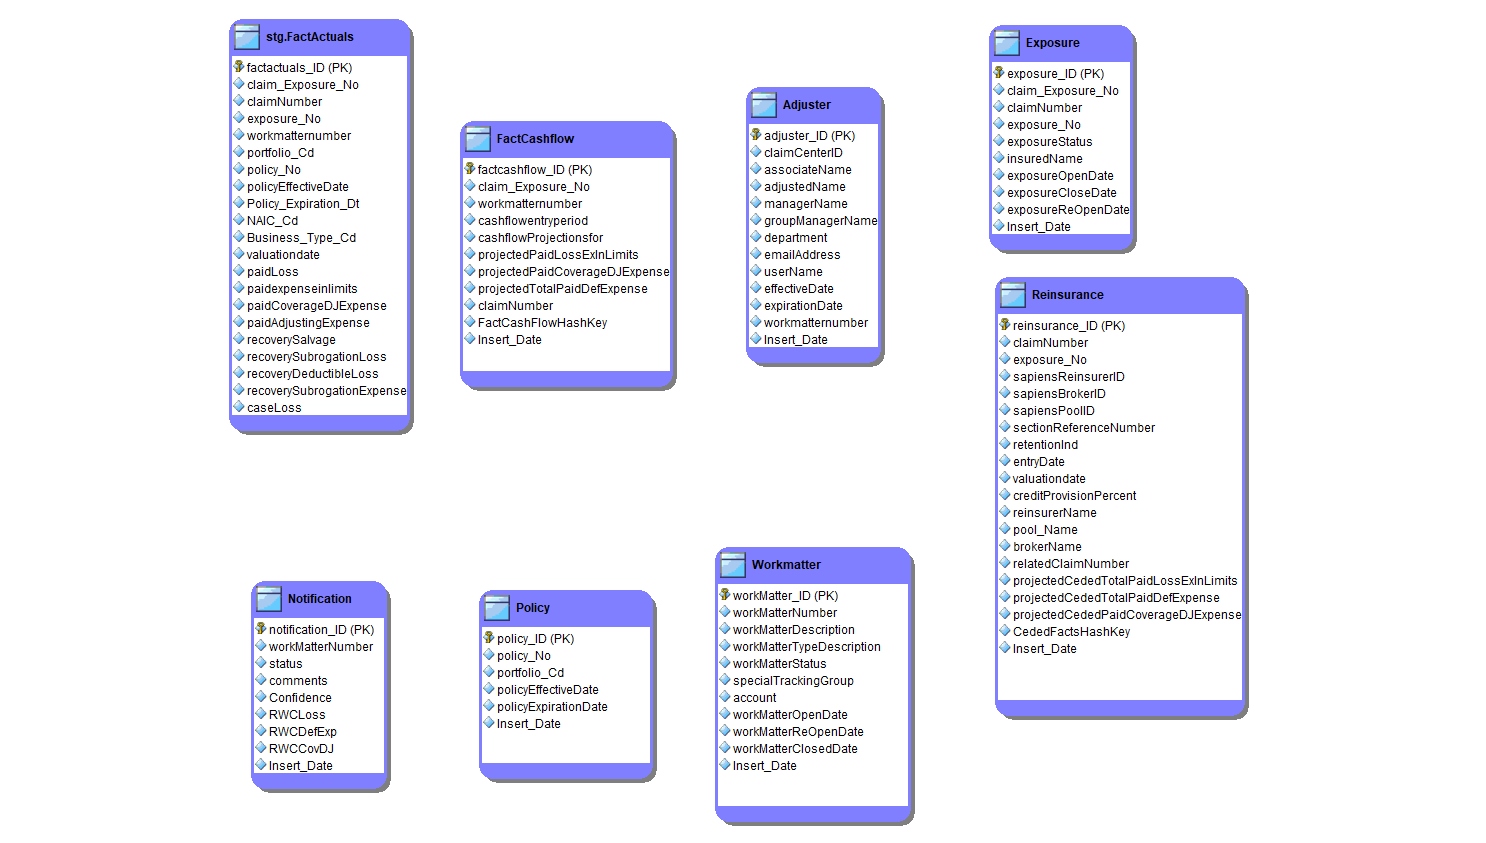 stg.FactActuals
factactuals_ID (PK)
claim_Exposure_No
claimNumber
exposure_No
workmatternumber
portfolio_Cd
policy_No
policyEffectiveDate
Policy_Expiration_Dt
NAIC_Cd
Business_Type_Cd
valuationdate
paidLoss
paidexpenseinlimits
paidCoverageDJExpense
paidAdjustingExpense
recoverySalvage
recoverySubrogationLoss
recoveryDeductibleLoss
recoverySubrogationExpense
caseLoss
FactCashflow
factcashflow_ID (PK)
claim_Exposure_No
workmatternumber
cashflowentryperiod
cashflowProjectionsfor
projectedPaidLossExInLimits
projectedPaidCoverageDJExpense
projectedTotalPaidDefExpense
claimNumber
FactCashFlowHashKey
Insert_Date
Adjuster
adjuster_ID (PK)
claimCenterID
associateName
adjustedName
managerName
groupManagerName
department
emailAddress
userName
effectiveDate
expirationDate
workmatternumber
Insert_Date
Exposure
exposure_ID (PK)
claim_Exposure_No
claimNumber
exposure_No
exposureStatus
insuredName
exposureOpenDate
exposureCloseDate
exposureReOpenDate
Insert_Date
Reinsurance
reinsurance_ID (PK)
claimNumber
exposure_No
sapiensReinsurerID
sapiensBrokerID
sapiensPoolID
sectionReferenceNumber
retentionInd
entryDate
valuationdate
creditProvisionPercent
reinsurerName
pool_Name
brokerName
relatedClaimNumber
projectedCededTotalPaidLossExInLimits
projectedCededTotalPaidDefExpense
projectedCededPaidCoverageDJExpense
CededFactsHashKey
Insert_Date
Notification
notification_ID (PK)
workMatterNumber
status
comments
Confidence
RWCLoss
RWCDefExp
RWCCovDJ
Insert_Date
Policy
policy_ID (PK)
policy_No
portfolio_Cd
policyEffectiveDate
policyExpirationDate
Insert_Date
Workmatter
workMatter_ID (PK)
workMatterNumber
workMatterDescription
workMatterTypeDescription
workMatterStatus
specialTrackingGroup
account
workMatterOpenDate
workMatterReOpenDate
workMatterClosedDate
Insert_Date